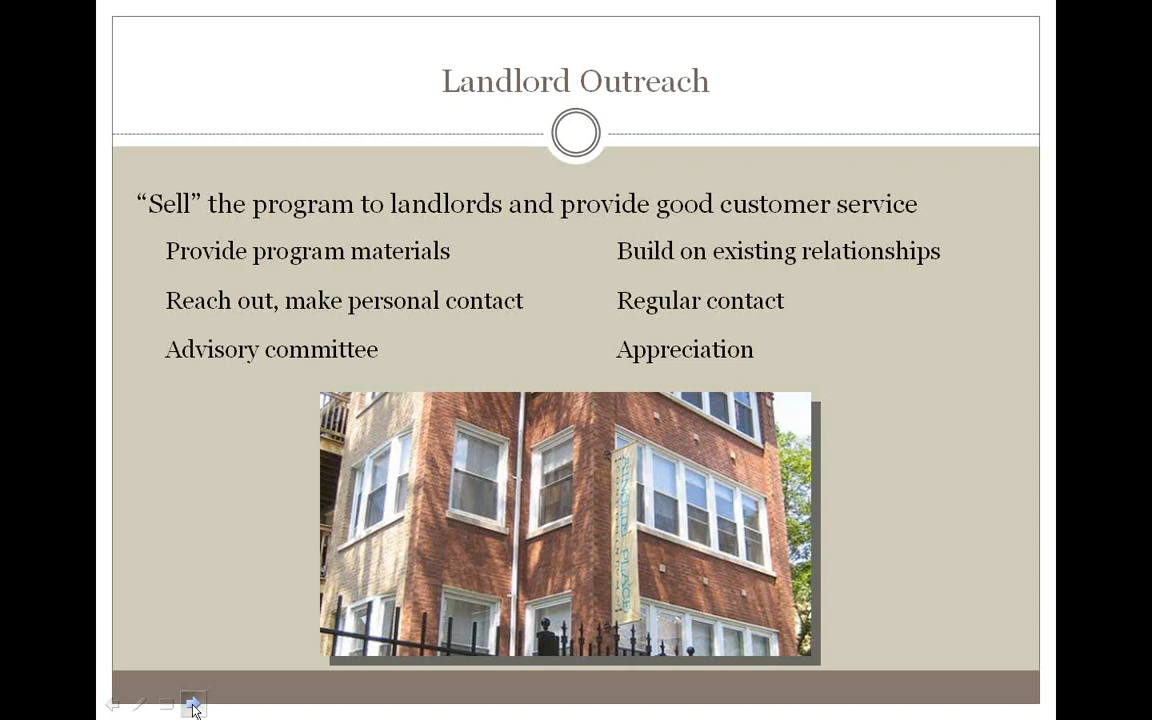 Landlord Outreach
“Sell” the program to landlords and provide good customer service
Provide program materials
Reach out, make personal contact
Advisory committee
Build on existing relationships
Regular contact
Appreciation
PLACE